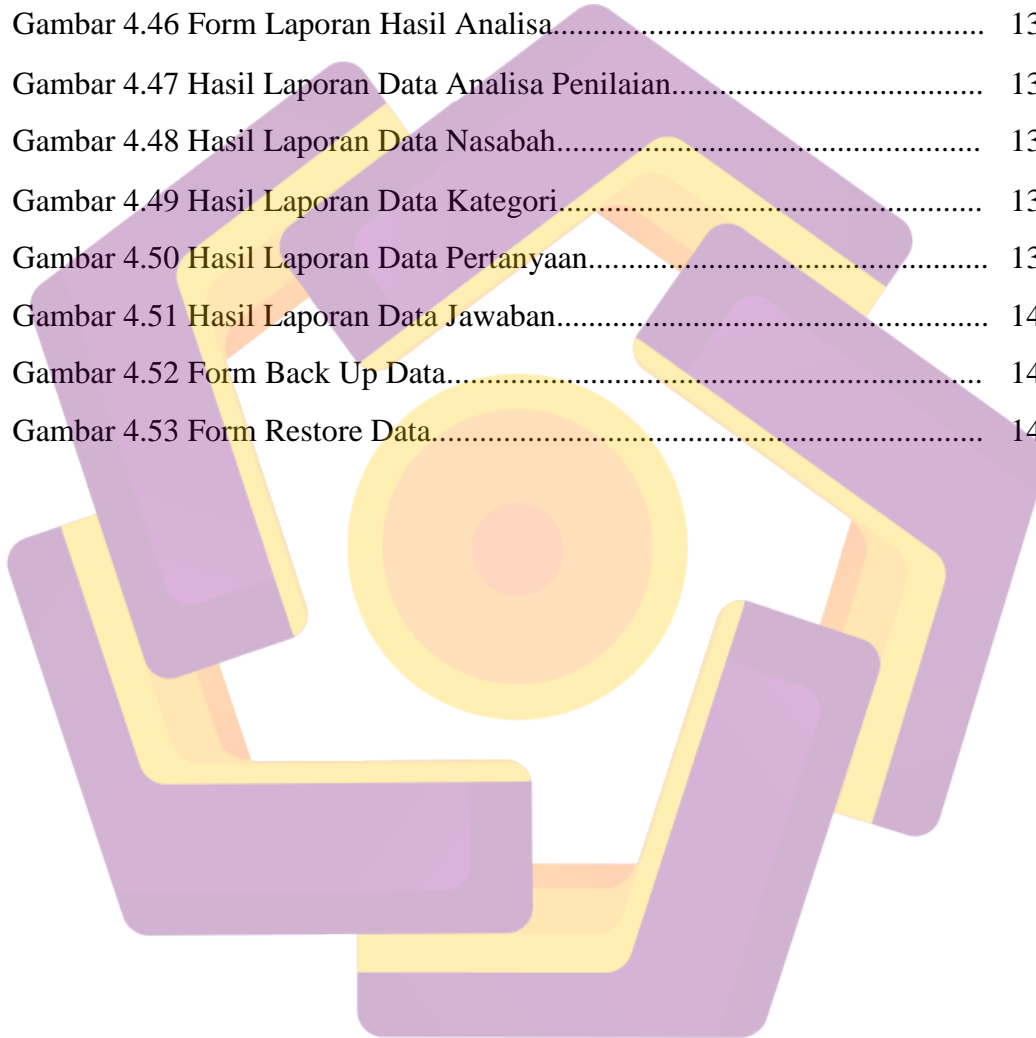 Gambar 4.46 Form Laporan Hasil Analisa..................................................... 13
Gambar 4.47 Hasil Laporan Data Analisa Penilaian...................................... 13
Gambar 4.48 Hasil Laporan Data Nasabah.................................................... 13
Gambar 4.49 Hasil Laporan Data Kategori.................................................... 13
Gambar 4.50 Hasil Laporan Data Pertanyaan................................................. 13
Gambar 4.51 Hasil Laporan Data Jawaban..................................................... 14
Gambar 4.52 Form Back Up Data.................................................................. 14
Gambar 4.53 Form Restore Data.................................................................... 14